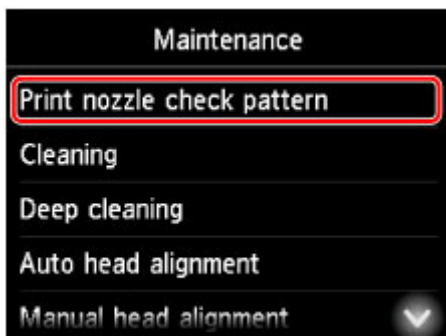 Maintenance
Print nozzle check pattern
Cleaning
Deep cleaning
Auto head alignment
Manual head alignment